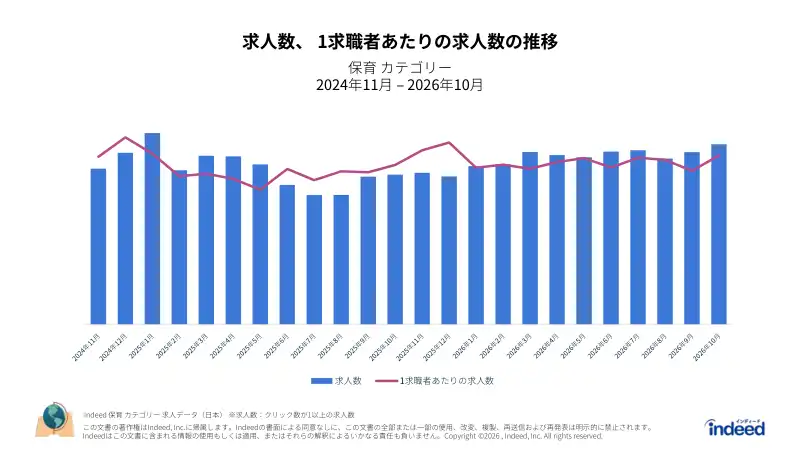 求人数、 1求職者あたりの求人数の推移
保育 カテゴリー
2024年11月 – 2026年10月
2024年11月
2024年12月
2025年1月
2025年2月
2025年3月
2025年4月
2025年5月
2025年6月
2025年7月
2025年8月
2025年9月
2025年10月
2025年11月
2025年12月
2026年1月
2026年2月
2026年3月
2026年4月
2026年5月
2026年6月
2026年7月
2026年8月
2026年9月
2026年10月
求人数
1求職者あたりの求人数
Indeed 保育 カテゴリー 求人データ（日本） ※求人数：クリック数が1以上の求人数
この文書の著作権はIndeed, Inc.に帰属します。Indeedの書面による同意なしに、この文書の全部または一部の使用、改変、複製、再送信および再発表は明示的に禁止されます。
Indeedはこの文書に含まれる情報の使用もしくは適用、またはそれらの解釈によるいかなる責任も負いません。Copyright ©2026 , Indeed, Inc. All rights reserved.
インディード
indeed